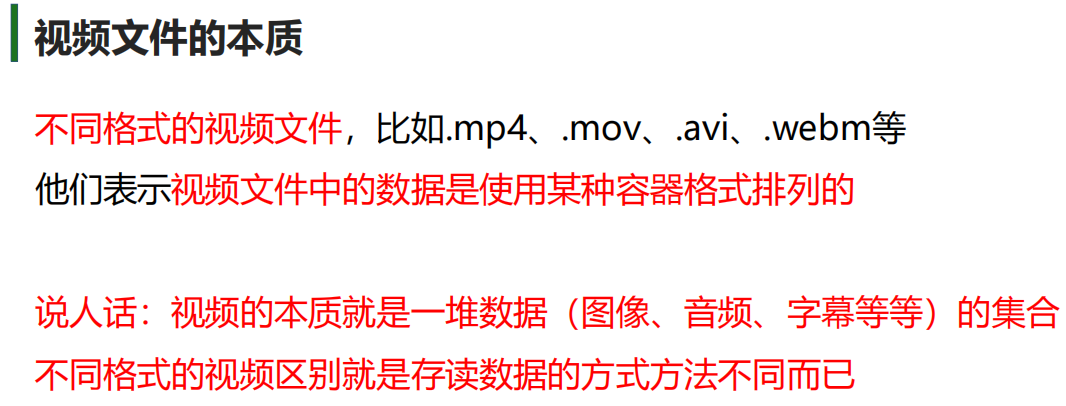 视频文件的本质
不同格式的视频文件，比如.mp4、.mov、.avi、.webm等
他们表示视频文件中的数据是使用某种容器格式排列的
说人话：视频的本质就是一堆数据（图像、音频、字幕等等）的集合
不同格式的视频区别就是存读数据的方式方法不同而已